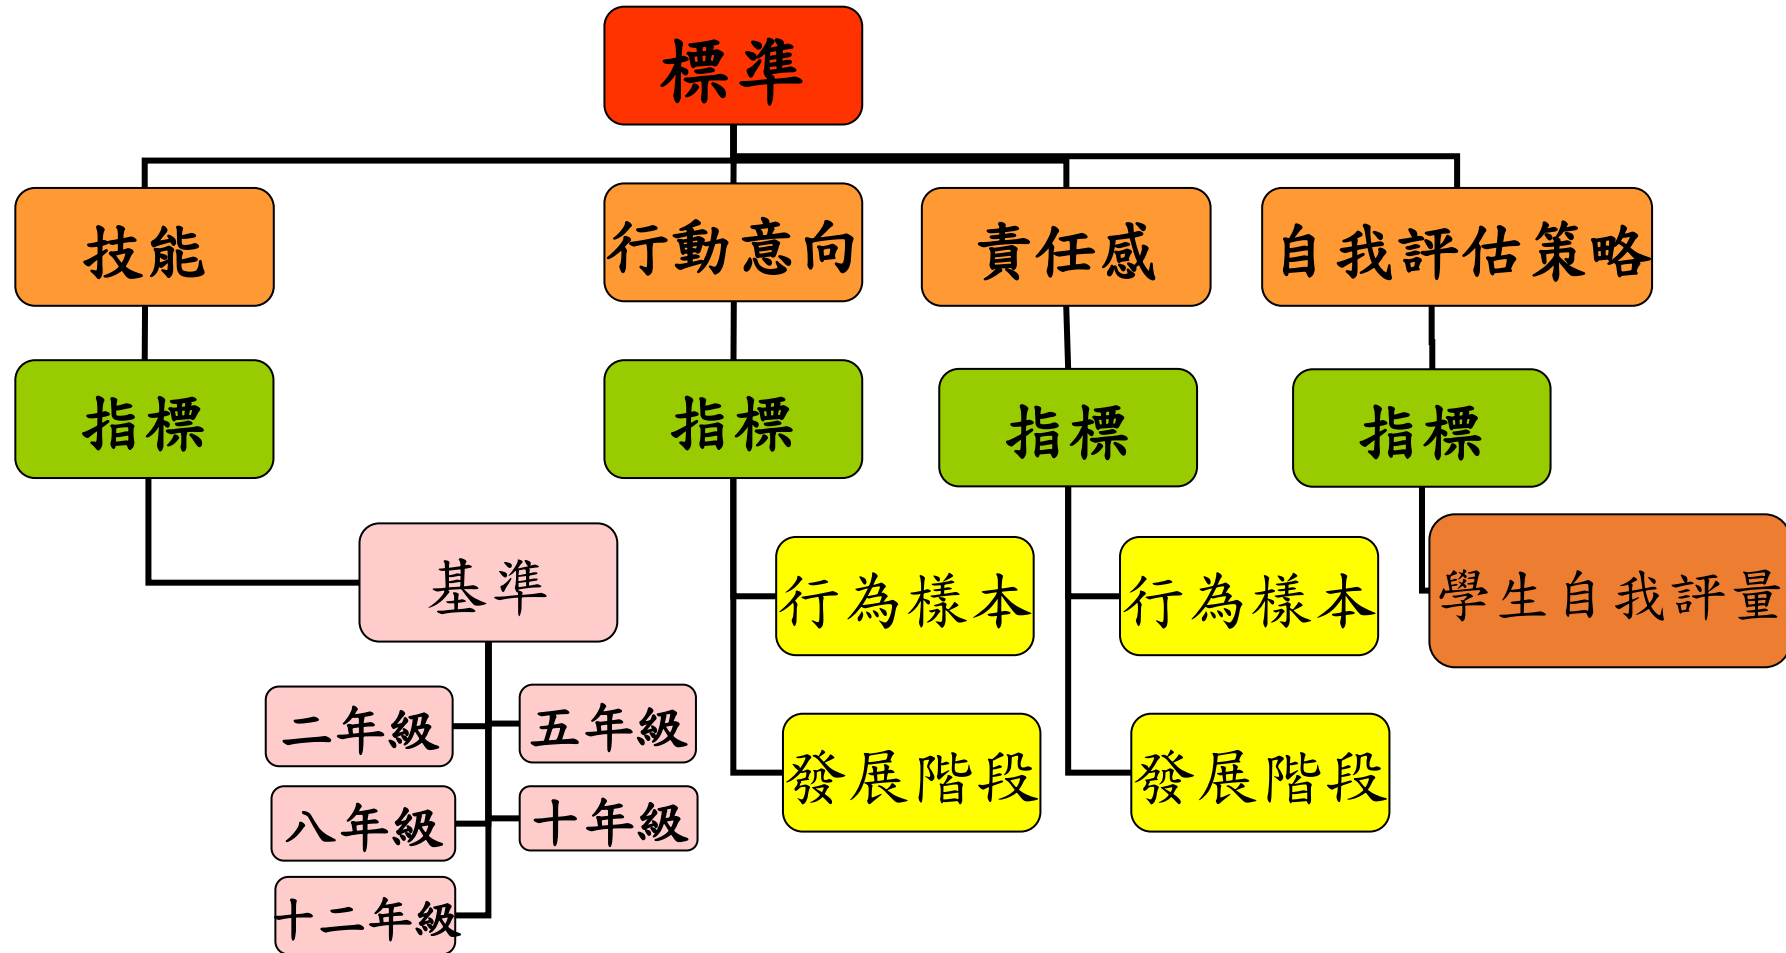 標準
技能
行動意向
責任感
自我評估策略
指標
指標
指標
指標
基準
行為樣本
行為樣本
學生自我評量
二年級
五年級
發展階段
發展階段
八年級
十年級
十二年級